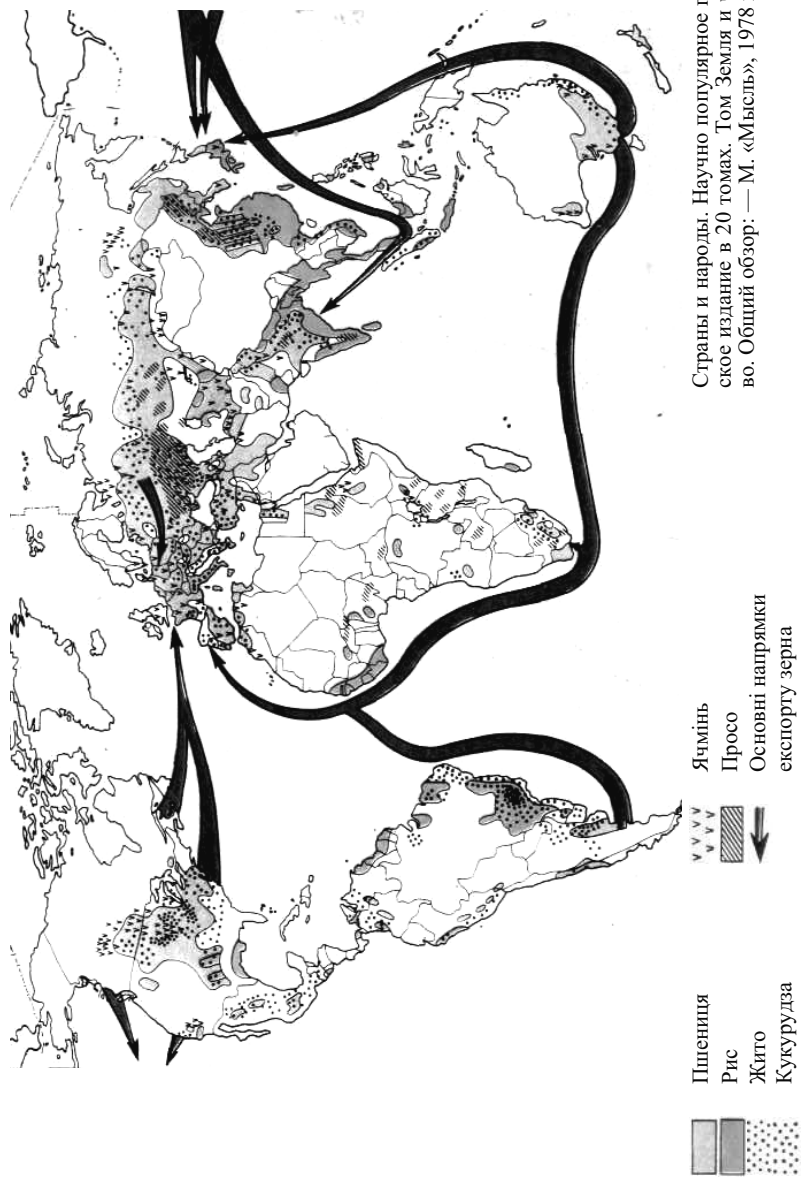 Пшениця
Рис
Жито
Кукурудза
Ячмінь
Просо
Основні напрямки
експорту зерна
Страны и народы. Научно популярное
ское издание в 20 томах. Том Земля и
во. Общий обзор: — М. «Мысль», 1978